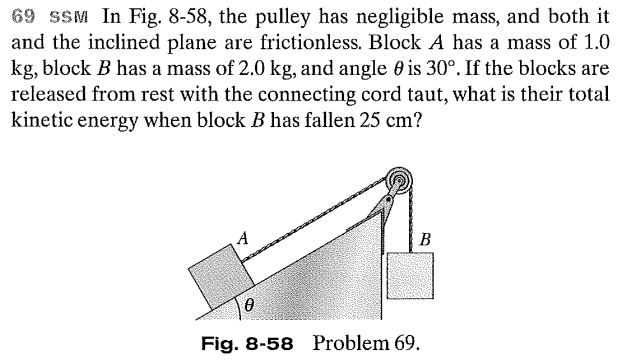 69 SSM In Fig. 8-58, the pulley has negligible mass, and both it
and the inclined plane are frictionless. Block A has a mass of 1.0
kg, block B has a mass of 2.0 kg, and angle θ is 30°. If the blocks are
released from rest with the connecting cord taut, what is their total
kinetic energy when block B has fallen 25 cm?
A
B
θ
Fig. 8-58 Problem 69.